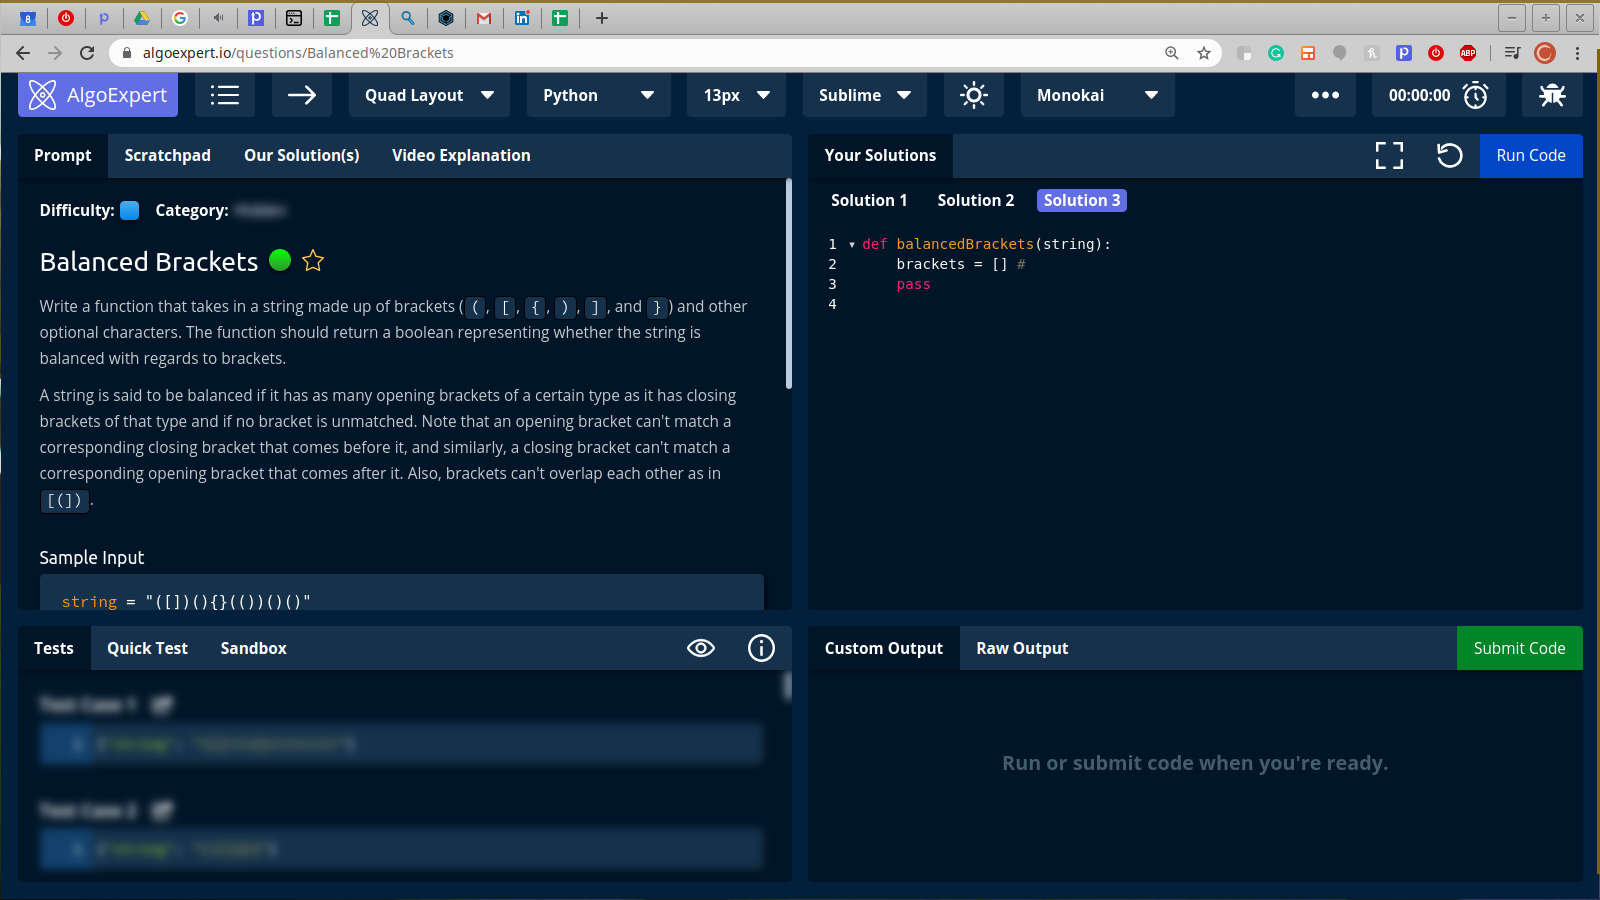 algoexpert.io/questions/Balanced%20Brackets
AlgoExpert
Quad Layout
Python
13px
Sublime
Monokai
00:00:00
Prompt
Scratchpad
Our Solution(s)
Video Explanation
Difficulty:
Category:
Balanced Brackets
Write a function that takes in a string made up of brackets ( (, [, {, ), ], and } ) and other
optional characters. The function should return a boolean representing whether the string is
balanced with regards to brackets.
A string is said to be balanced if it has as many opening brackets of a certain type as it has closing
brackets of that type and if no bracket is unmatched. Note that an opening bracket can't match a
corresponding closing bracket that comes before it, and similarly, a closing bracket can't match a
corresponding opening bracket that comes after it. Also, brackets can't overlap each other as in
[(]) .
Sample Input
string = "([])(){}(())()()"
Your Solutions
Run Code
Solution 1
Solution 2
Solution 3
1 def balancedBrackets(string):
2 brackets = [] #
3 pass
4
Tests
Quick Test
Sandbox
Test Case 1
Test Case 2
Custom Output
Raw Output
Submit Code
Run or submit code when you're ready.